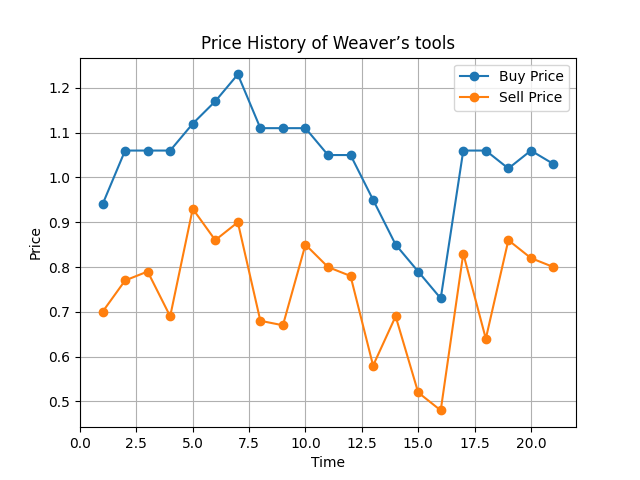 Price History of Weaver’s tools
Buy Price
Sell Price
1.2
1.1
1.0
0.9
0.8
0.7
0.6
0.5
Price
0.0 2.5 5.0 7.5 10.0 12.5 15.0 17.5 20.0
Time